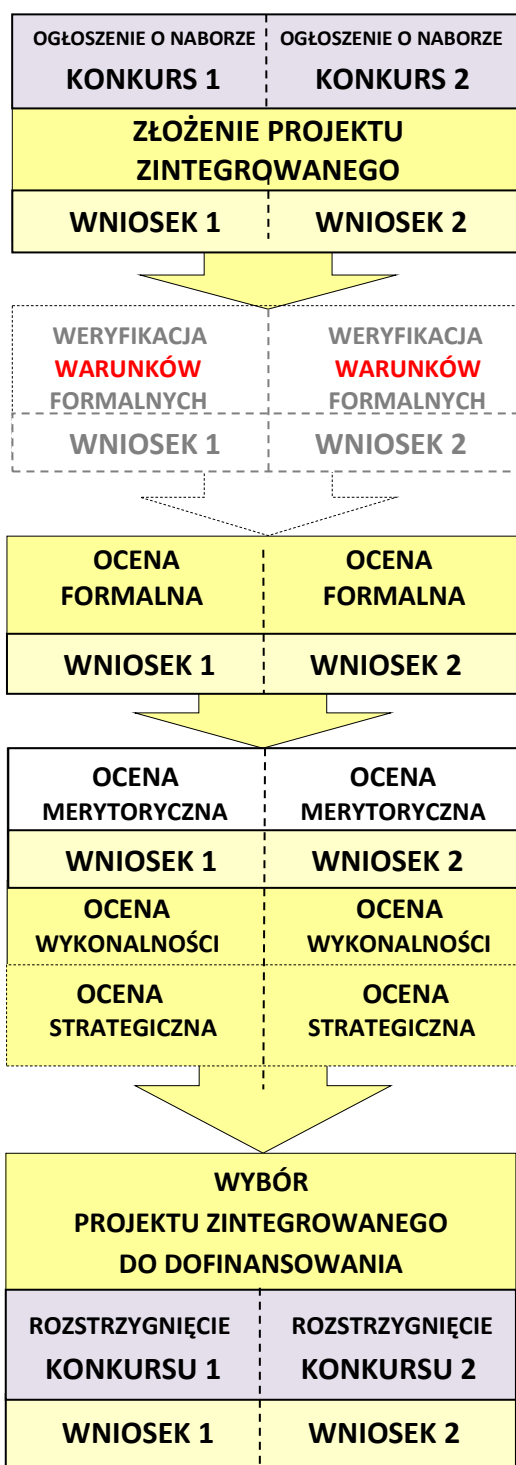 OGŁOSZENIE O NABORZE OGŁOSZENIE O NABORZE
KONKURS 1 KONKURS 2
ZŁOŻENIE PROJEKTU
ZINTEGROWANEGO
WNIOSEK 1 WNIOSEK 2
WERYFIKACJA WERYFIKACJA
WARUNKÓW WARUNKÓW
FORMALNYCH FORMALNYCH
WNIOSEK 1 WNIOSEK 2
OCENA OCENA
FORMALNA FORMALNA
WNIOSEK 1 WNIOSEK 2
OCENA OCENA
MERYTORYCZNA MERYTORYCZNA
WNIOSEK 1 WNIOSEK 2
OCENA OCENA
WYKONALNOŚCI WYKONALNOŚCI
OCENA OCENA
STRATEGICZNA STRATEGICZNA
WYBÓR
PROJEKTU ZINTEGROWANEGO
DO DOFINANSOWANIA
ROZSTRZYGNIĘCIE ROZSTRZYGNIĘCIE
KONKURSU 1 KONKURSU 2
WNIOSEK 1 WNIOSEK 2